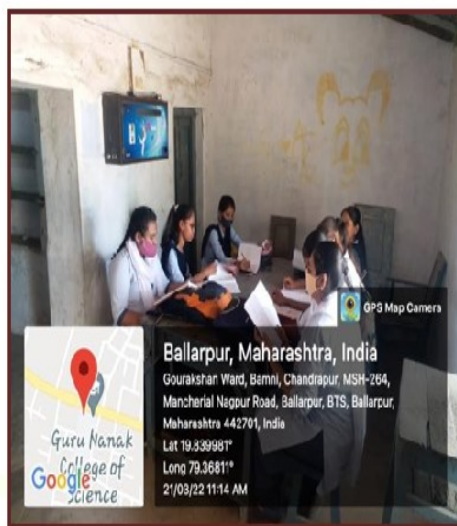 GPS Map Camera
Ballarpur, Maharashtra, India
Gourakshan Ward, Bamni, Chandrapur, MSH-264,
Mancherial Nagpur Road, Ballarpur, BTS, Ballarpur,
Maharashtra 442701, India
Lat 19.839981°
Long 79.36811°
21/03/22 11:14 AM
Guru Nanak
College of
Science
Google